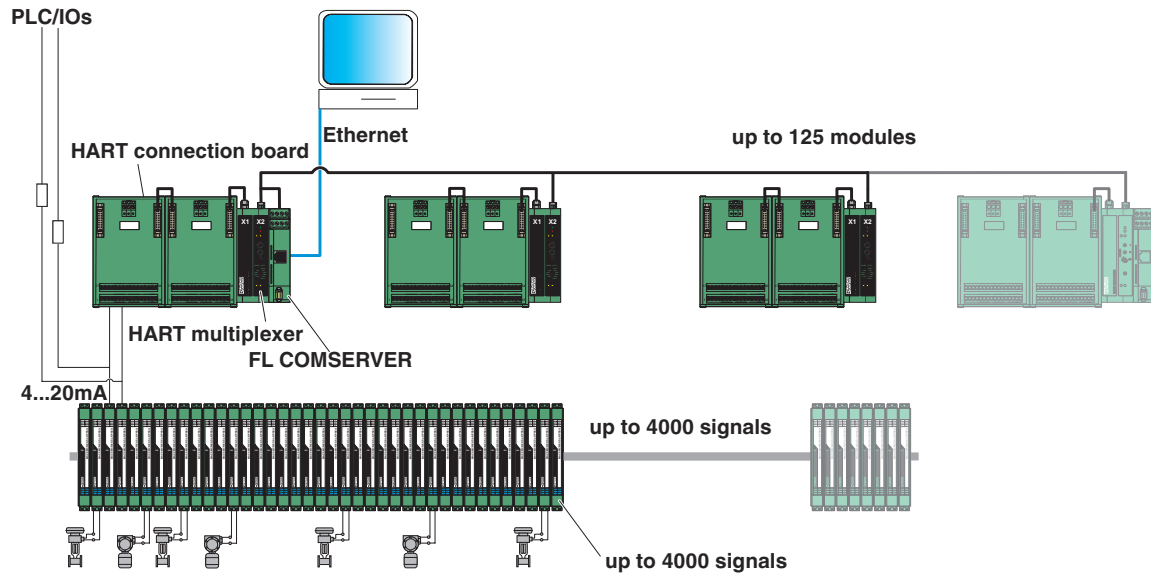 PLC/IOs
Ethernet
up to 125 modules
HART connection board
X1 X2
X1 X2
X1 X2
HART multiplexer
FL COMSERVER
4...20mA
up to 4000 signals
up to 4000 signals